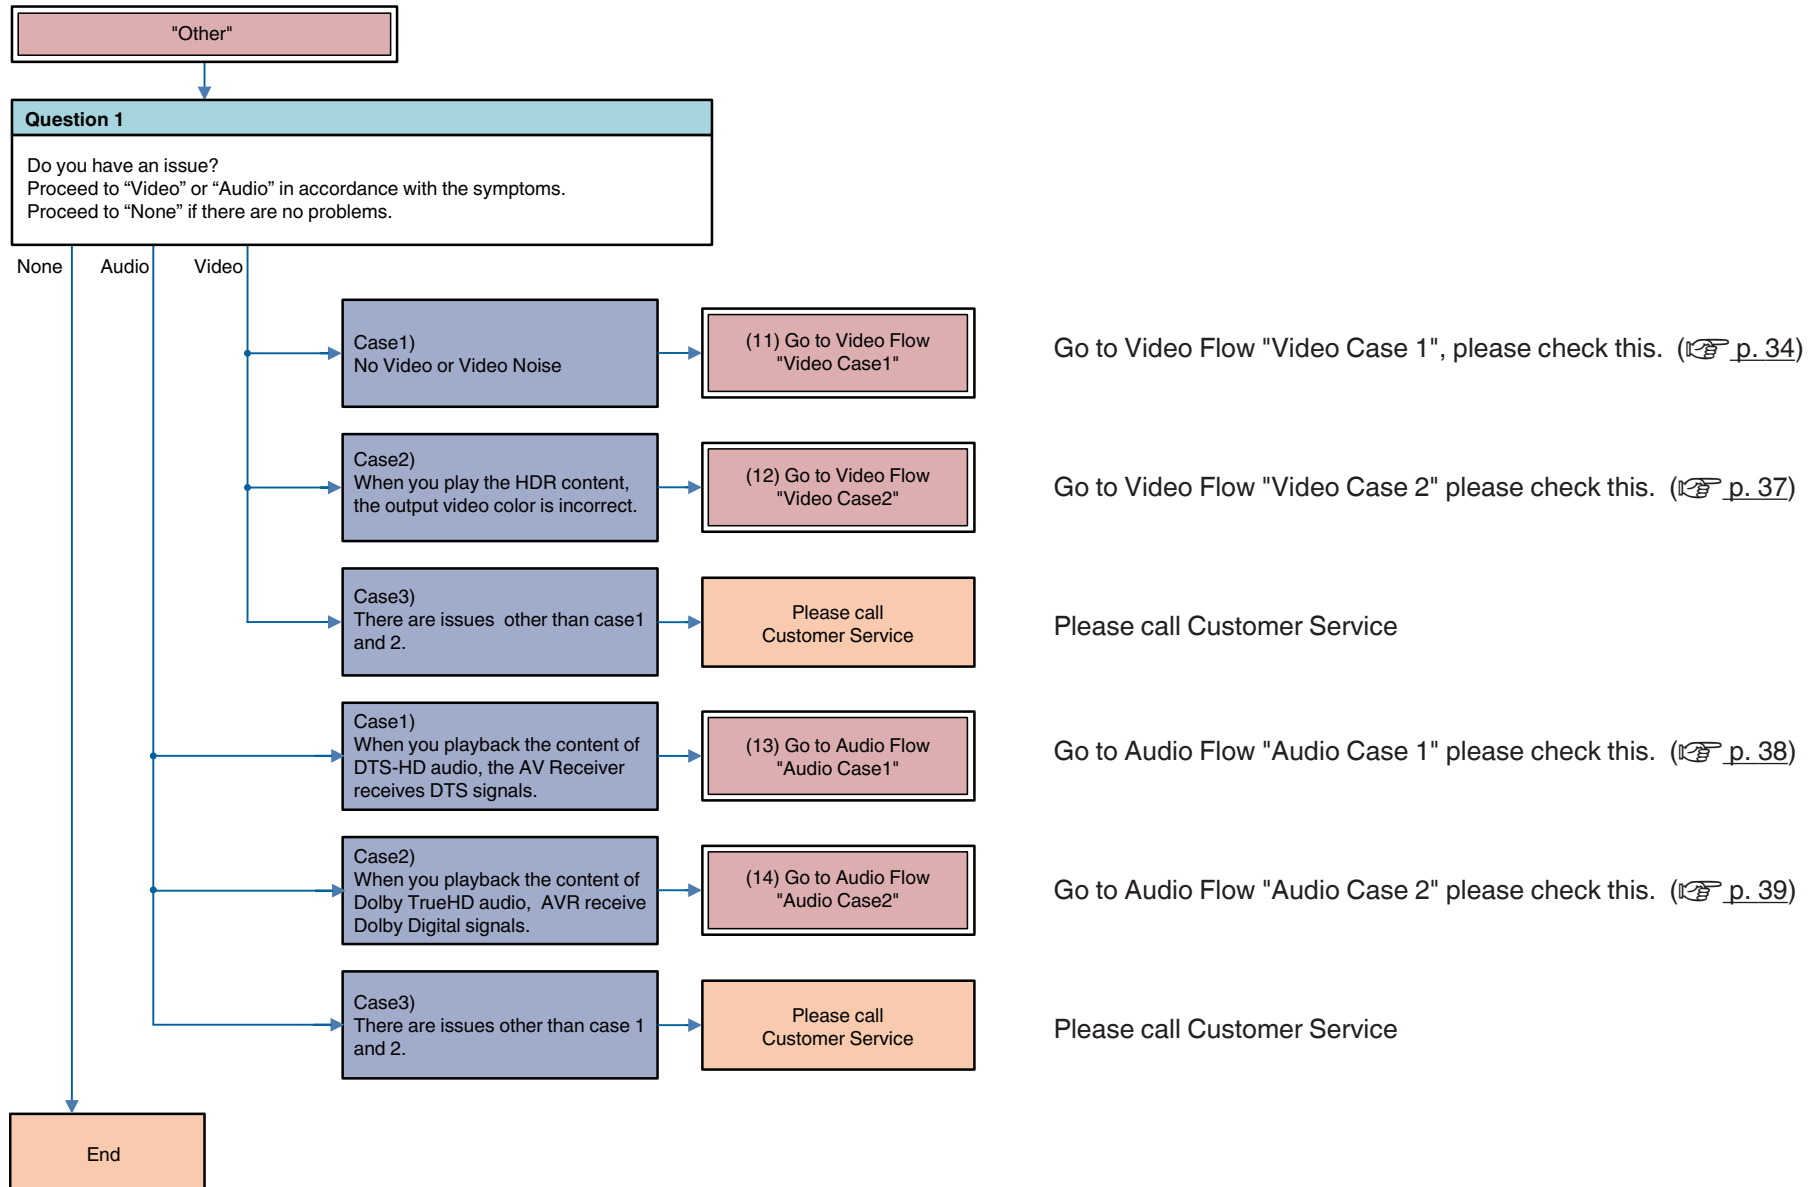 "Other"
Question 1
Do you have an issue?
Proceed to “Video” or “Audio” in accordance with the symptoms.
Proceed to “None” if there are no problems.
None
Audio
Video
Case1)
No Video or Video Noise
(11) Go to Video Flow
"Video Case1"
Go to Video Flow "Video Case 1", please check this. (☞ p. 34)
Case2)
When you play the HDR content,
the output video color is incorrect.
(12) Go to Video Flow
"Video Case2"
Go to Video Flow "Video Case 2" please check this. (☞ p. 37)
Case3)
There are issues other than case1
and 2.
Please call
Customer Service
Please call Customer Service
Case1)
When you playback the content of
DTS-HD audio, the AV Receiver
receives DTS signals.
(13) Go to Audio Flow
"Audio Case1"
Go to Audio Flow "Audio Case 1" please check this. (☞ p. 38)
Case2)
When you playback the content of
Dolby TrueHD audio, AVR receive
Dolby Digital signals.
(14) Go to Audio Flow
"Audio Case2"
Go to Audio Flow "Audio Case 2" please check this. (☞ p. 39)
Case3)
There are issues other than case 1
and 2.
Please call
Customer Service
Please call Customer Service
End